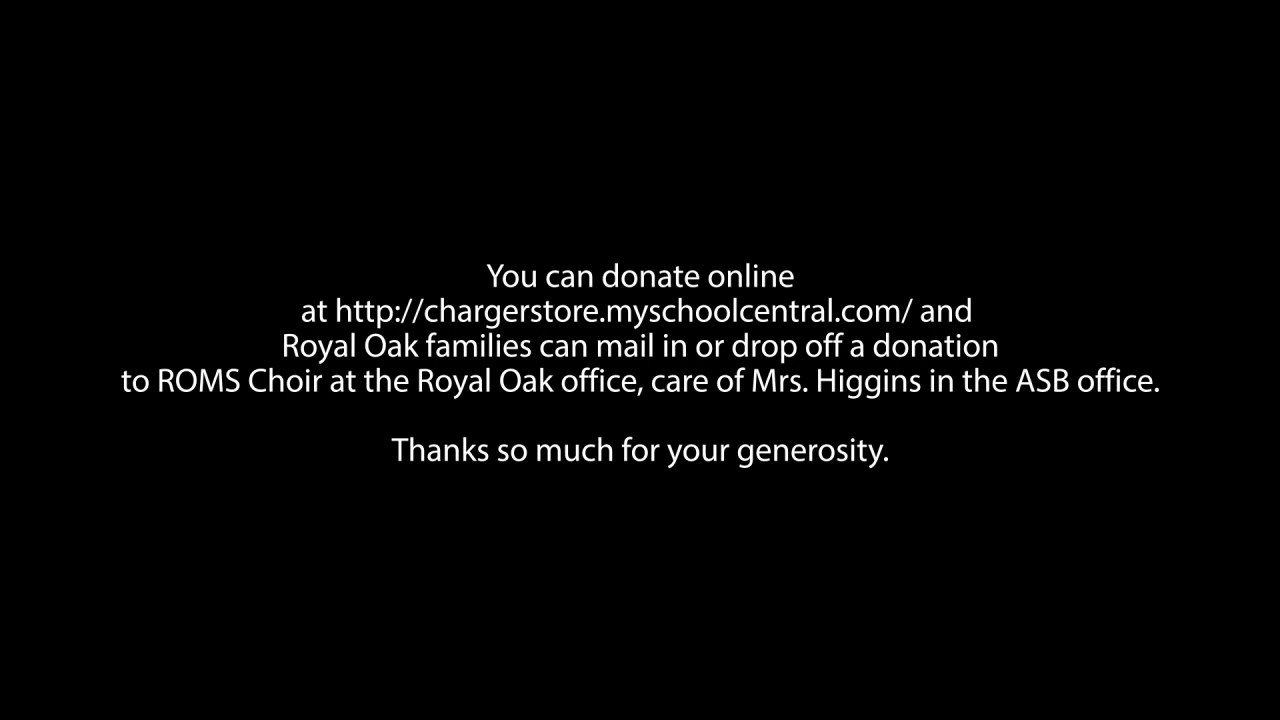 You can donate online
at http://chargerstore.myschoolcentral.com/ and
Royal Oak families can mail in or drop off a donation
to ROMS Choir at the Royal Oak office, care of Mrs. Higgins in the ASB office.
Thanks so much for your generosity.